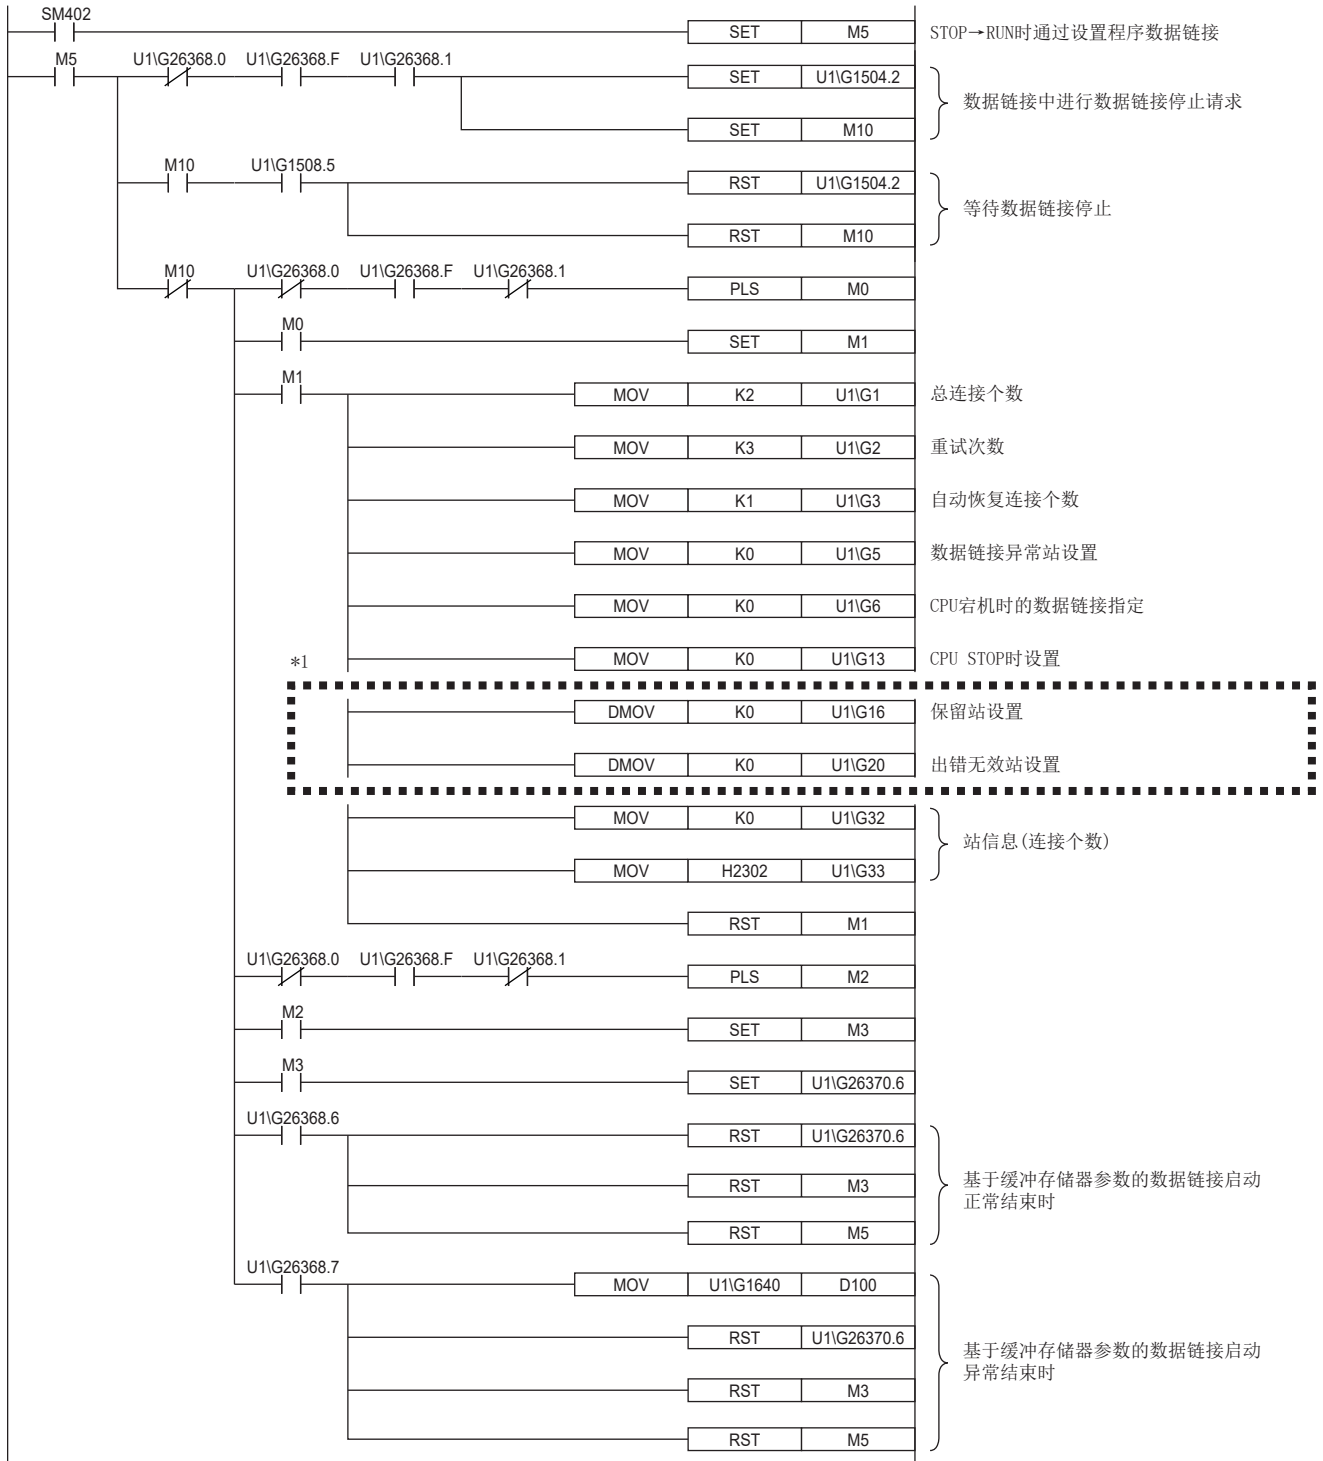 SM402
SET M5 STOP→RUN时通过设置程序数据链接
M5 U1\G26368.0 U1\G26368.F U1\G26368.1
SET U1\G1504.2
数据链接中进行数据链接停止请求
SET M10
M10 U1\G1508.5
RST U1\G1504.2
等待数据链接停止
RST M10
M10 U1\G26368.0 U1\G26368.F U1\G26368.1
PLS M0
M0
SET M1
M1
MOV K2 U1\G1 总连接个数
MOV K3 U1\G2 重试次数
MOV K1 U1\G3 自动恢复连接个数
MOV K0 U1\G5 数据链接异常站设置
MOV K0 U1\G6 CPU宕机时的数据链接指定
*1
MOV K0 U1\G13 CPU STOP时设置
DMOV K0 U1\G16 保留站设置
DMOV K0 U1\G20 出错无效站设置
MOV K0 U1\G32
站信息(连接个数)
MOV H2302 U1\G33
RST M1
U1\G26368.0 U1\G26368.F U1\G26368.1
PLS M2
M2
SET M3
M3
SET U1\G26370.6
U1\G26368.6
RST U1\G26370.6
基于缓冲存储器参数的数据链接启动
正常结束时
RST M3
RST M5
U1\G26368.7
MOV U1\G1640 D100
RST U1\G26370.6
基于缓冲存储器参数的数据链接启动
异常结束时
RST M3
RST M5